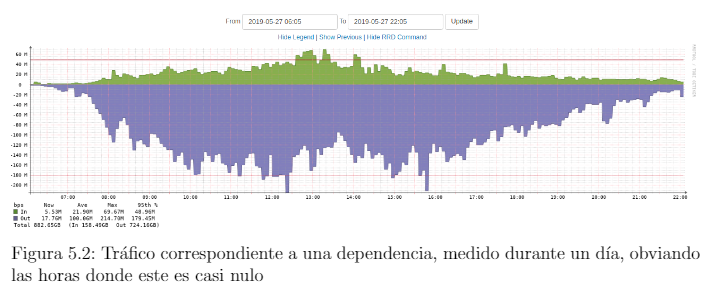 From 2019-05-27 06:05 To 2019-05-27 22:05 Update
Hide Legend | Show Previous | Hide RRD Command
60 M
40 M
20 M
0
-20 M
-40 M
-60 M
-80 M
-100 M
-120 M
-140 M
-160 M
-180 M
-200 M
07:00 08:00 09:00 10:00 11:00 12:00 13:00 14:00 15:00 16:00 17:00 18:00 19:00 20:00 21:00 22:00
bps Now Ave Max 95th %
In 5.53M 21.90M 69.67M 48.96M
Out 17.76M 100.06M 214.70M 179.45M
Total 882.65GB (In 158.49GB Out 724.16GB)
Figura 5.2: Tráfico correspondiente a una dependencia, medido durante un día, obviando
las horas donde este es casi nulo